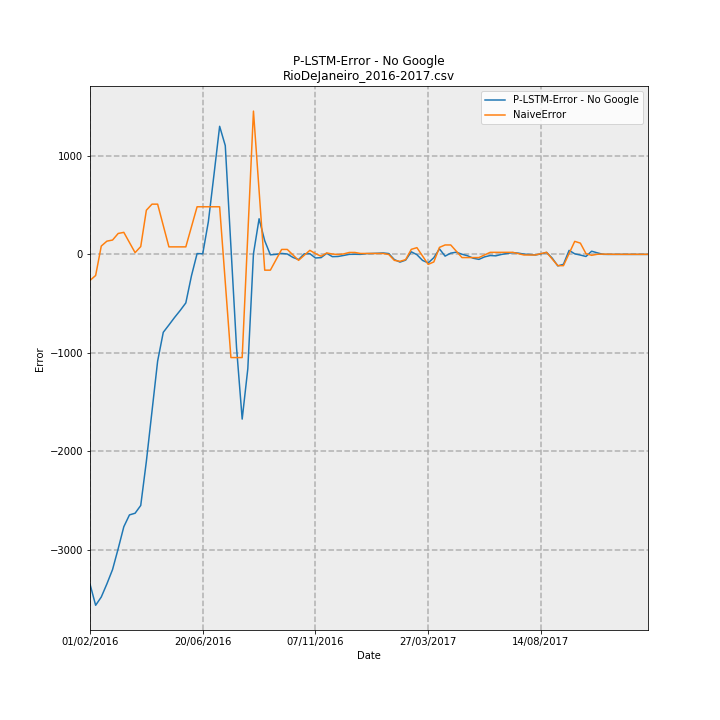 P-LSTM-Error - No Google
RioDeJaneiro_2016-2017.csv
P-LSTM-Error - No Google
NaiveError
1000
0
−1000
−2000
−3000
Error
01/02/2016
20/06/2016
07/11/2016
27/03/2017
14/08/2017
Date